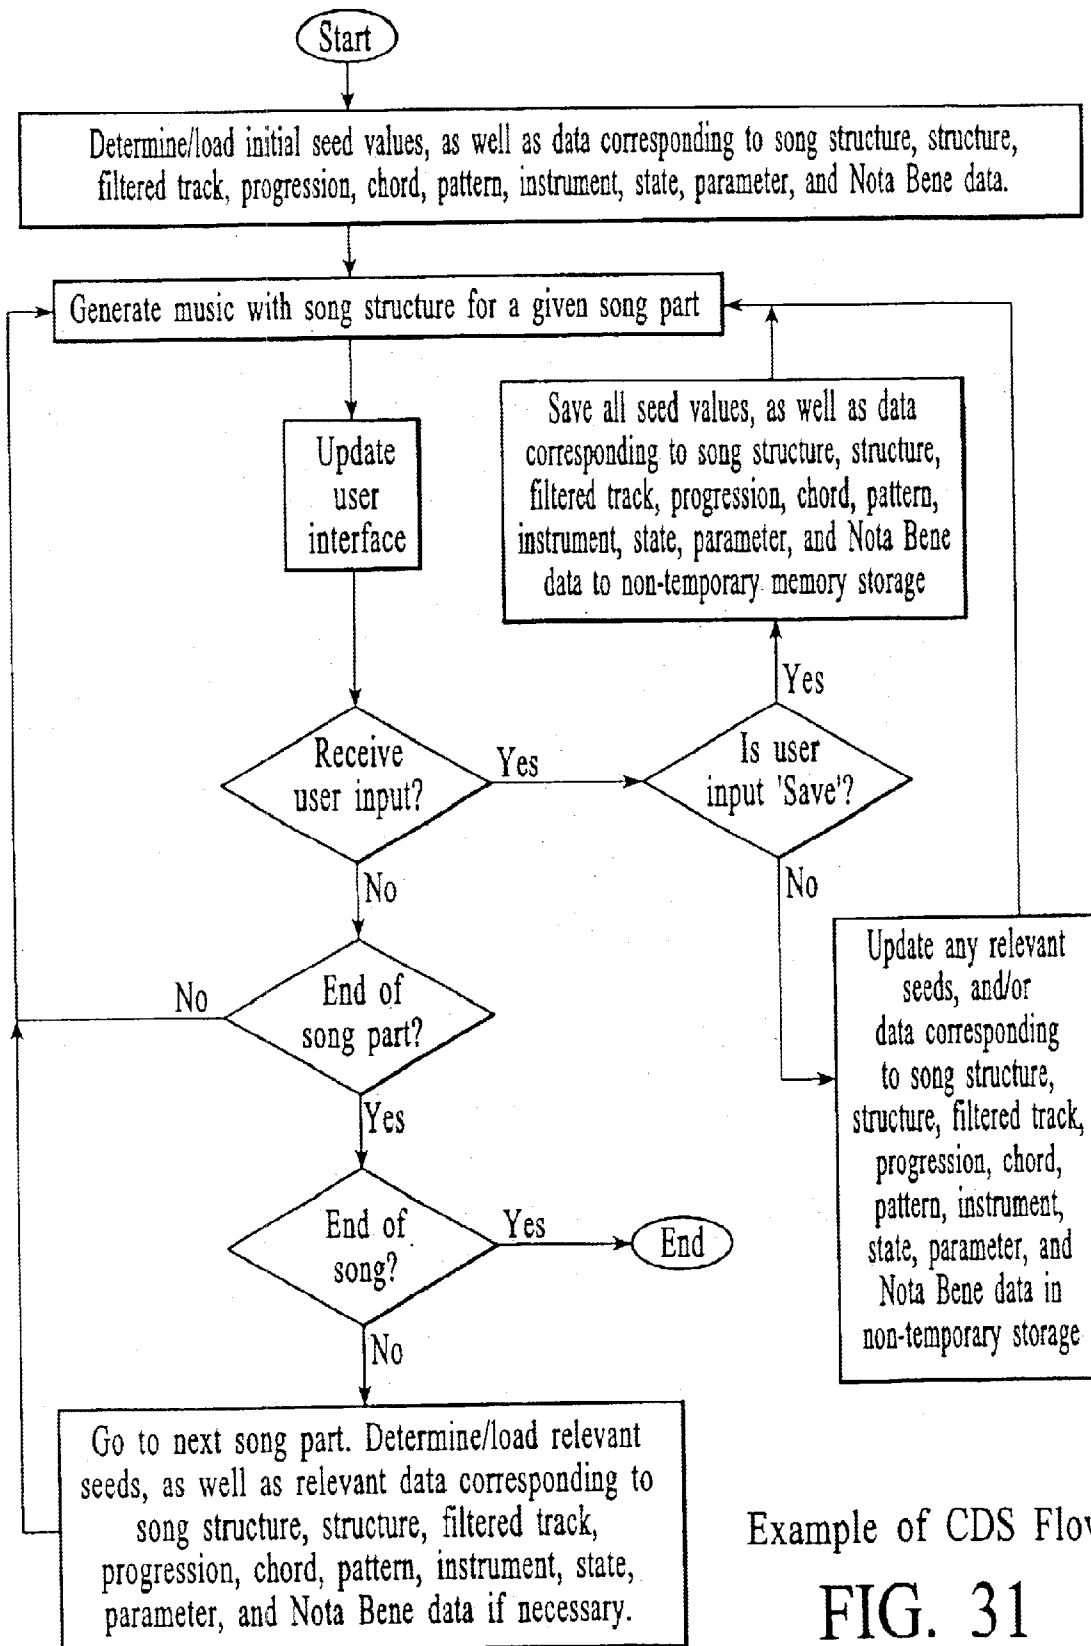 Start
Determine/load initial seed values, as well as data corresponding to song structure, structure,
filtered track, progression, chord, pattern, instrument, state, parameter, and Nota Bene data.
Generate music with song structure for a given song part
Update
user
interface
Save all seed values, as well as data
corresponding to song structure, structure,
filtered track, progression, chord, pattern,
instrument, state, parameter, and Nota Bene
data to non-temporary memory storage
Yes
Receive
user input?
Yes
Is user
input 'Save'?
No
No
Update any relevant
seeds, and/or
data corresponding
to song structure,
structure, filtered track,
progression, chord,
pattern, instrument,
state, parameter, and
Nota Bene data in
non-temporary storage
End of
song part?
No
Yes
End of
song?
Yes
End
No
Go to next song part. Determine/load relevant
seeds, as well as relevant data corresponding to
song structure, structure, filtered track,
progression, chord, pattern, instrument, state,
parameter, and Nota Bene data if necessary.
Example of CDS Flow
FIG. 31